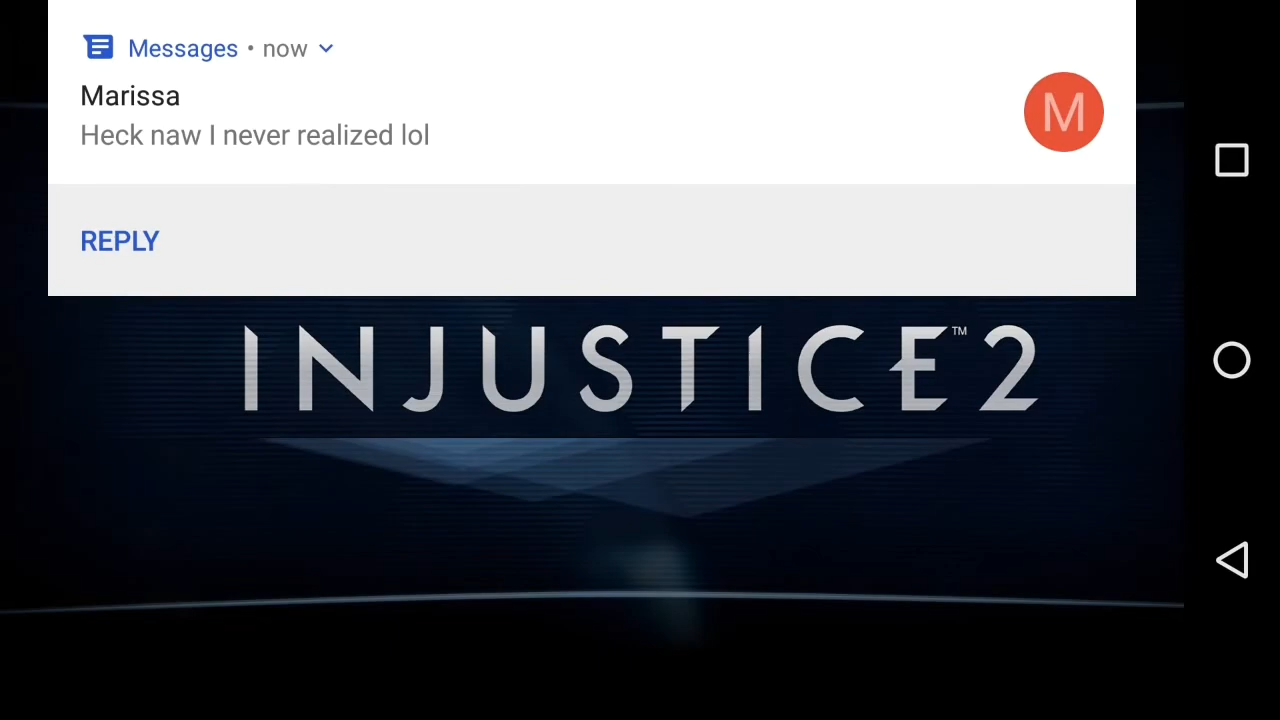 Messages • now
Marissa
Heck naw I never realized lol
M
REPLY
INJUSTICE 2™